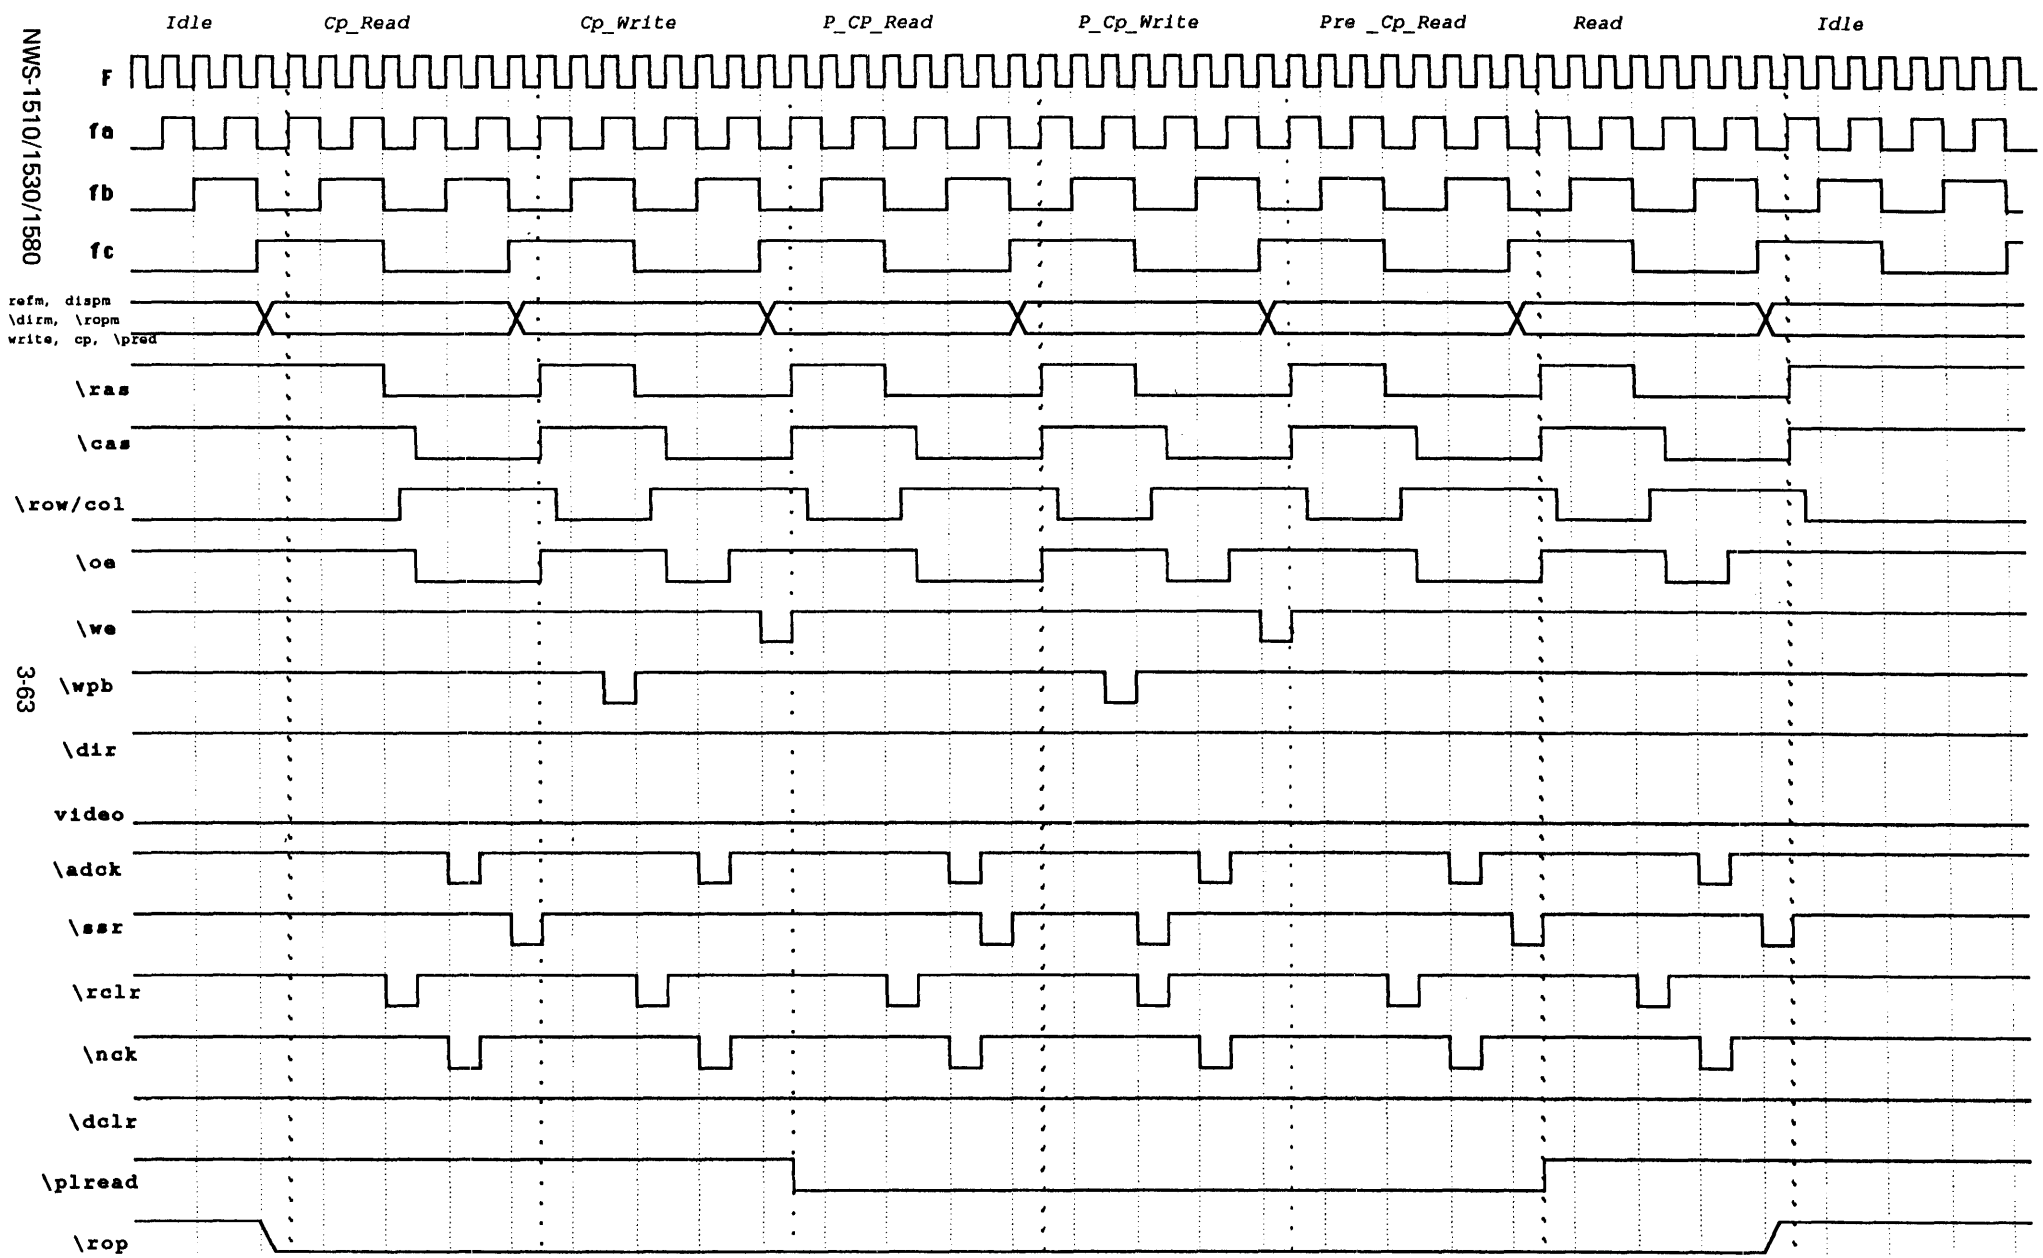 Idle Cp_Read Cp_Write P_CP_Read P_Cp_Write Pre _Cp_Read Read Idle
NWS-1510/1530/1580
F
fa
fb
fc
refm, dispm
\dirm, \ropm
write, cp, \pred
\ras
\cas
\row/col
\oe
\we
3-63
\wpb
\dir
video
\adck
\ssr
\rclr
\nck
\dclr
\plread
\rop